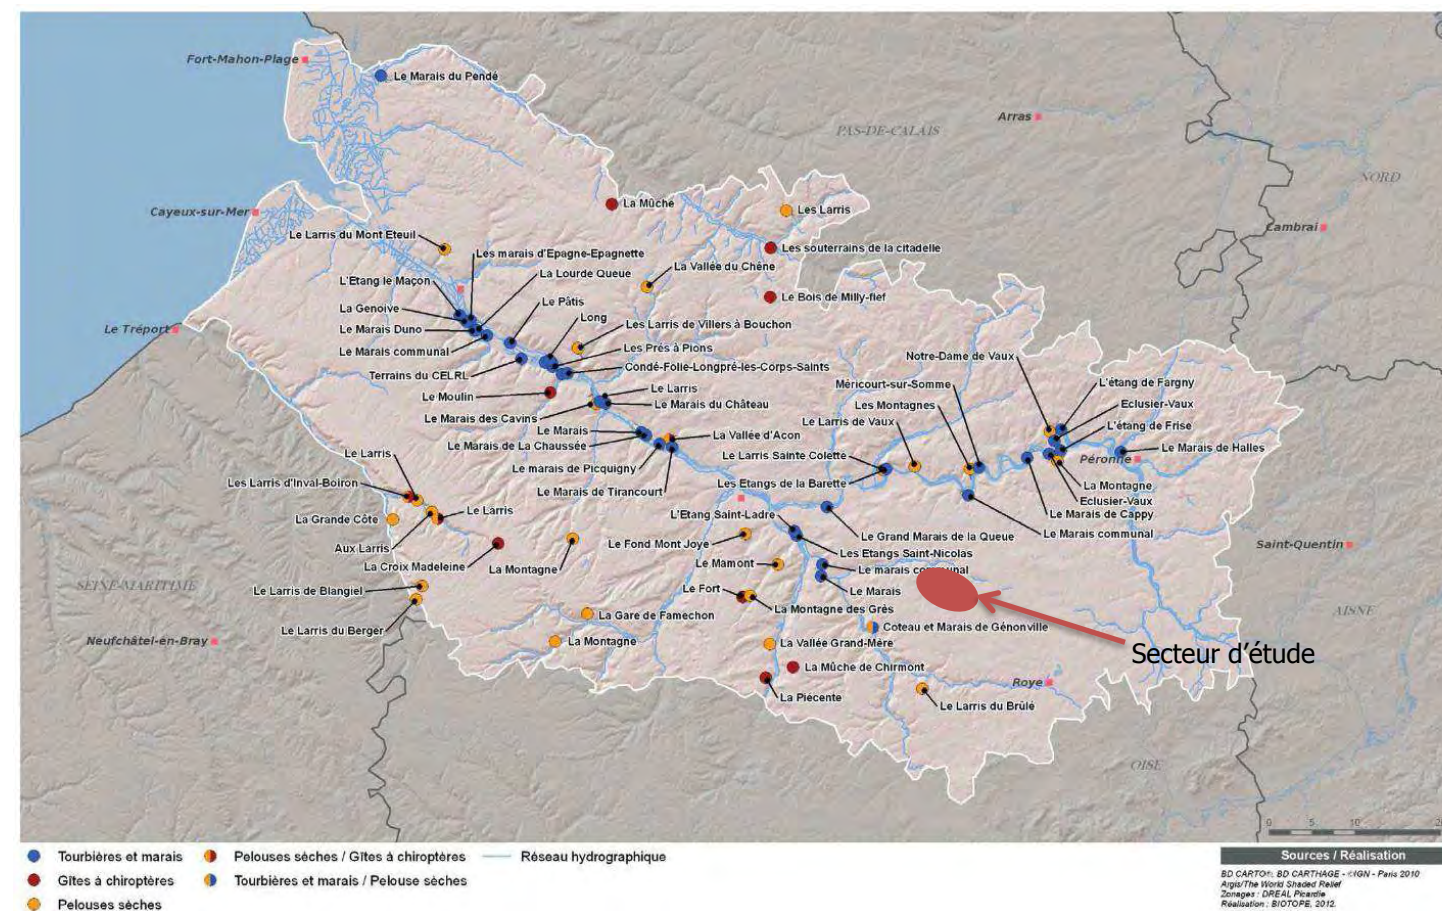 Fort-Mahon-Plage
Le Marais du Pendé
Arras
PAS-DE-CALAIS
NORD
La Mûche
Les Larris
Cayeux-sur-Mer
Cambrai
Le Larris du Mont Eteuil
Les souterrains de la citadelle
Les marais d'Epagne-Epagnette
La Lourde Queue
La Vallée du Chêne
L'Etang le Maçon
Le Bois de Milly-fief
La Genoive
Le Pâtis
Long
Le Tréport
Le Marais Duno
Les Larris de Villers à Bouchon
Le Marais communal
Les Prés à Pions
Notre-Dame de Vaux
Terrains du CELRL
Condé-Folie-Longpré-les-Corps-Saints
Méricourt-sur-Somme
L'étang de Fargny
Le Moulin
Le Larris
Les Montagnes
Eclusier-Vaux
Le Marais des Cavins
Le Marais du Château
Le Larris de Vaux
L'étang de Frise
Le Marais
La Vallée d'Acon
Le Marais de La Chaussée
Le Marais de Halles
Le Larris
Le Larris Sainte Colette
Péronne
Le marais de Picquigny
Les Larris d'Inval-Boiron
Les Etangs de la Barette
La Montagne
Le Marais de Tirancourt
Eclusier-Vaux
Le Larris
L'Etang Saint-Ladre
Le Marais de Cappy
La Grande Côte
Le Grand Marais de la Queue
Le Marais communal
Aux Larris
Le Fond Mont Joye
Les Etangs Saint-Nicolas
Saint-Quentin
La Croix Madeleine
La Montagne
Le Mamont
Le marais communal
SEINE-MARITIME
Le Larris de Blangiel
Le Fort
Le Marais
La Montagne des Grès
AISNE
La Gare de Famechon
Le Larris du Berger
Coteau et Marais de Génonville
Neufchâtel-en-Bray
La Montagne
La Vallée Grand-Mère
Secteur d'étude
La Mûche de Chirmont
Roye
La Piécente
Le Larris du Brûlé
OISE
0 5 10 2
Tourbières et marais
Pelouses sèches / Gîtes à chiroptères
Réseau hydrographique
Gîtes à chiroptères
Tourbières et marais / Pelouse sèches
Pelouses sèches
Sources / Réalisation
BD CARTO©, BD CARTHAGE - ©IGN - Paris 2010
Argis/The World Shaded Relief
Zonages : DREAL Picardie
Réalisation : BIOTOPE, 2012.